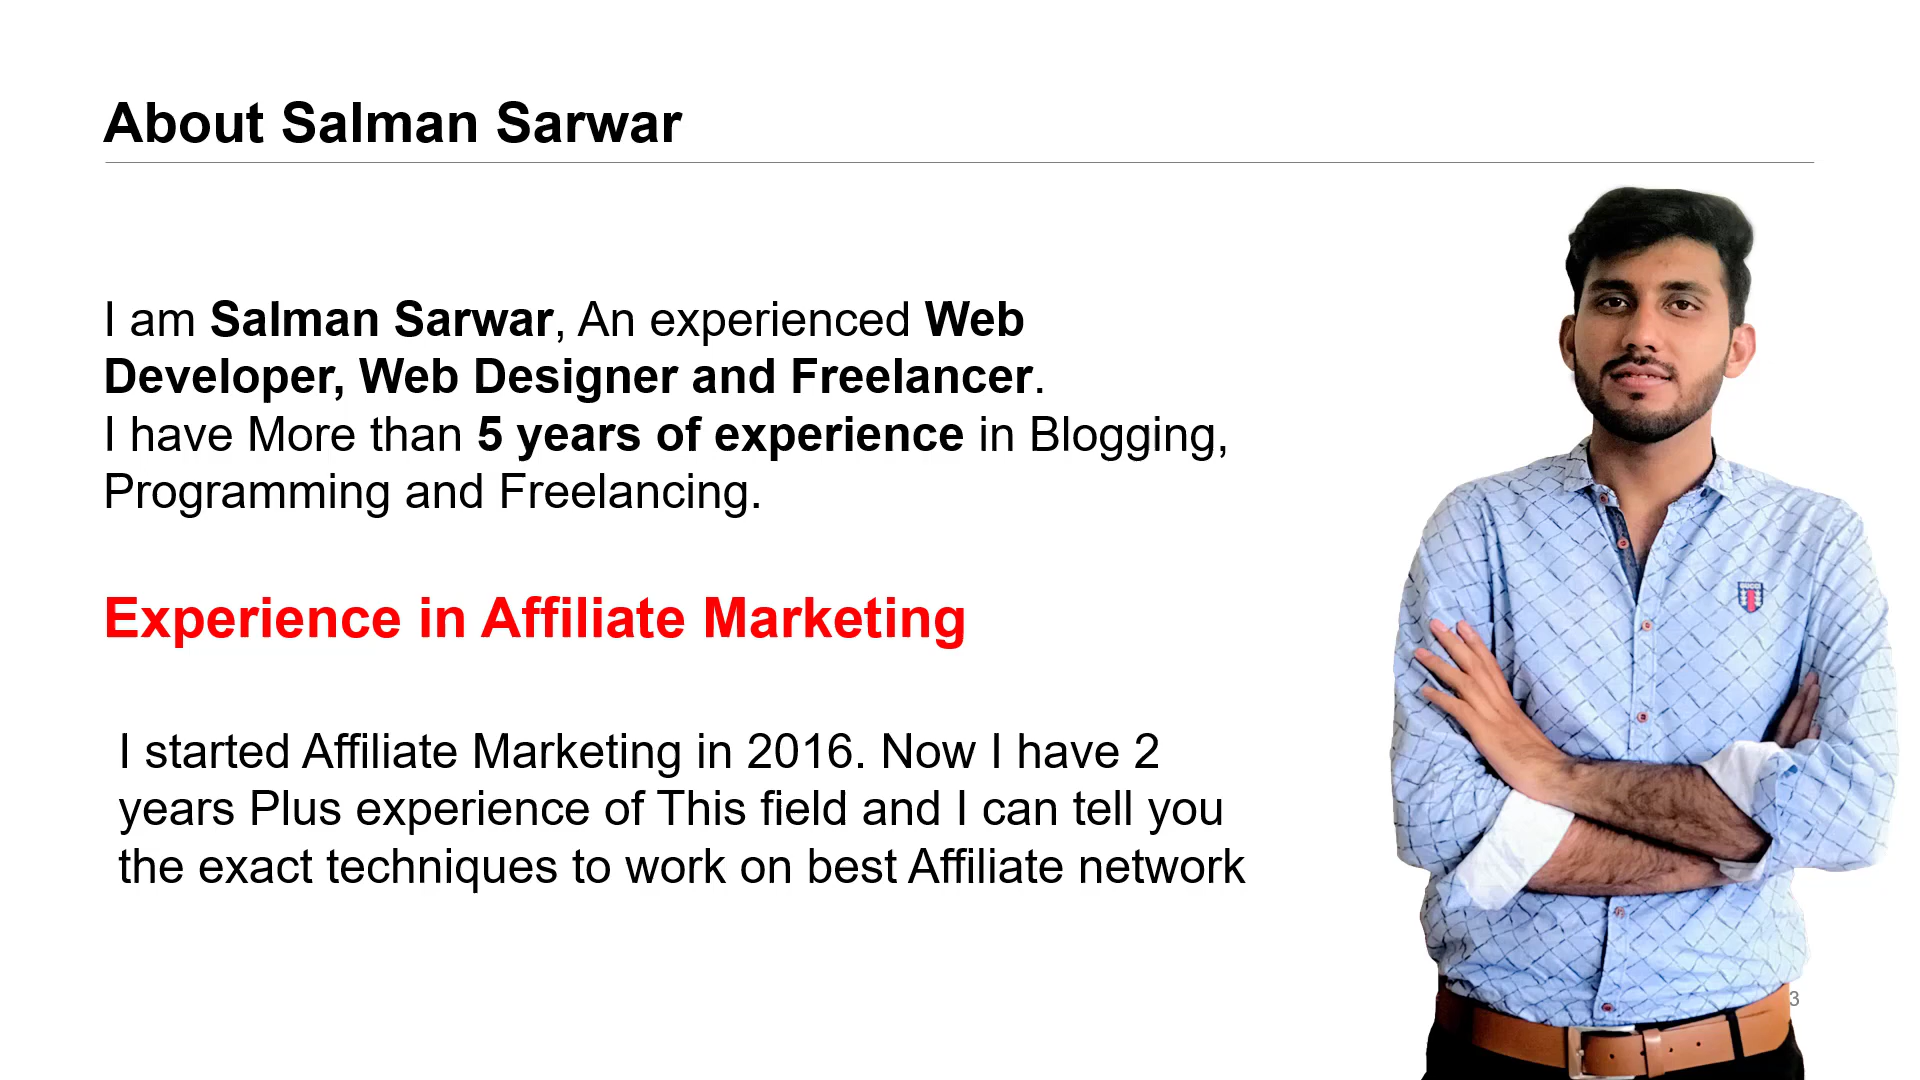 About Salman Sarwar
I am Salman Sarwar, An experienced Web
Developer, Web Designer and Freelancer.
I have More than 5 years of experience in Blogging,
Programming and Freelancing.
Experience in Affiliate Marketing
I started Affiliate Marketing in 2016. Now I have 2
years Plus experience of This field and I can tell you
the exact techniques to work on best Affiliate network
GUCCI
3